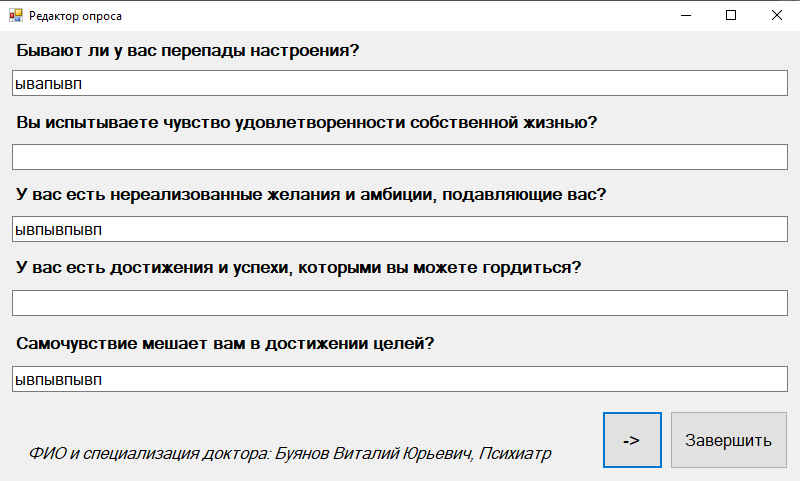 Редактор опроса
Бывают ли у вас перепады настроения?
ывапывп
Вы испытываете чувство удовлетворенности собственной жизнью?
У вас есть нереализованные желания и амбиции, подавляющие вас?
ывпывпывп
У вас есть достижения и успехи, которыми вы можете гордиться?
Самочувствие мешает вам в достижении целей?
ывпывпывп
-> Завершить
ФИО и специализация доктора: Буянов Виталий Юрьевич, Психиатр